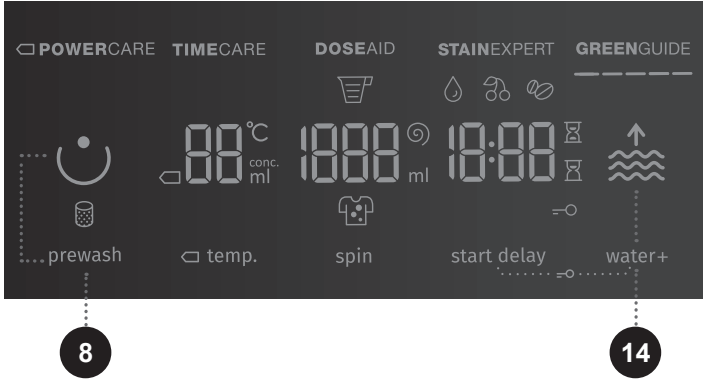 POWERCARE TIMECARE DOSEAID STAINEXPERT GREENGUIDE
88 °C 1888 18:88
conc.
ml ml
prewash temp. spin start delay water+
8 14